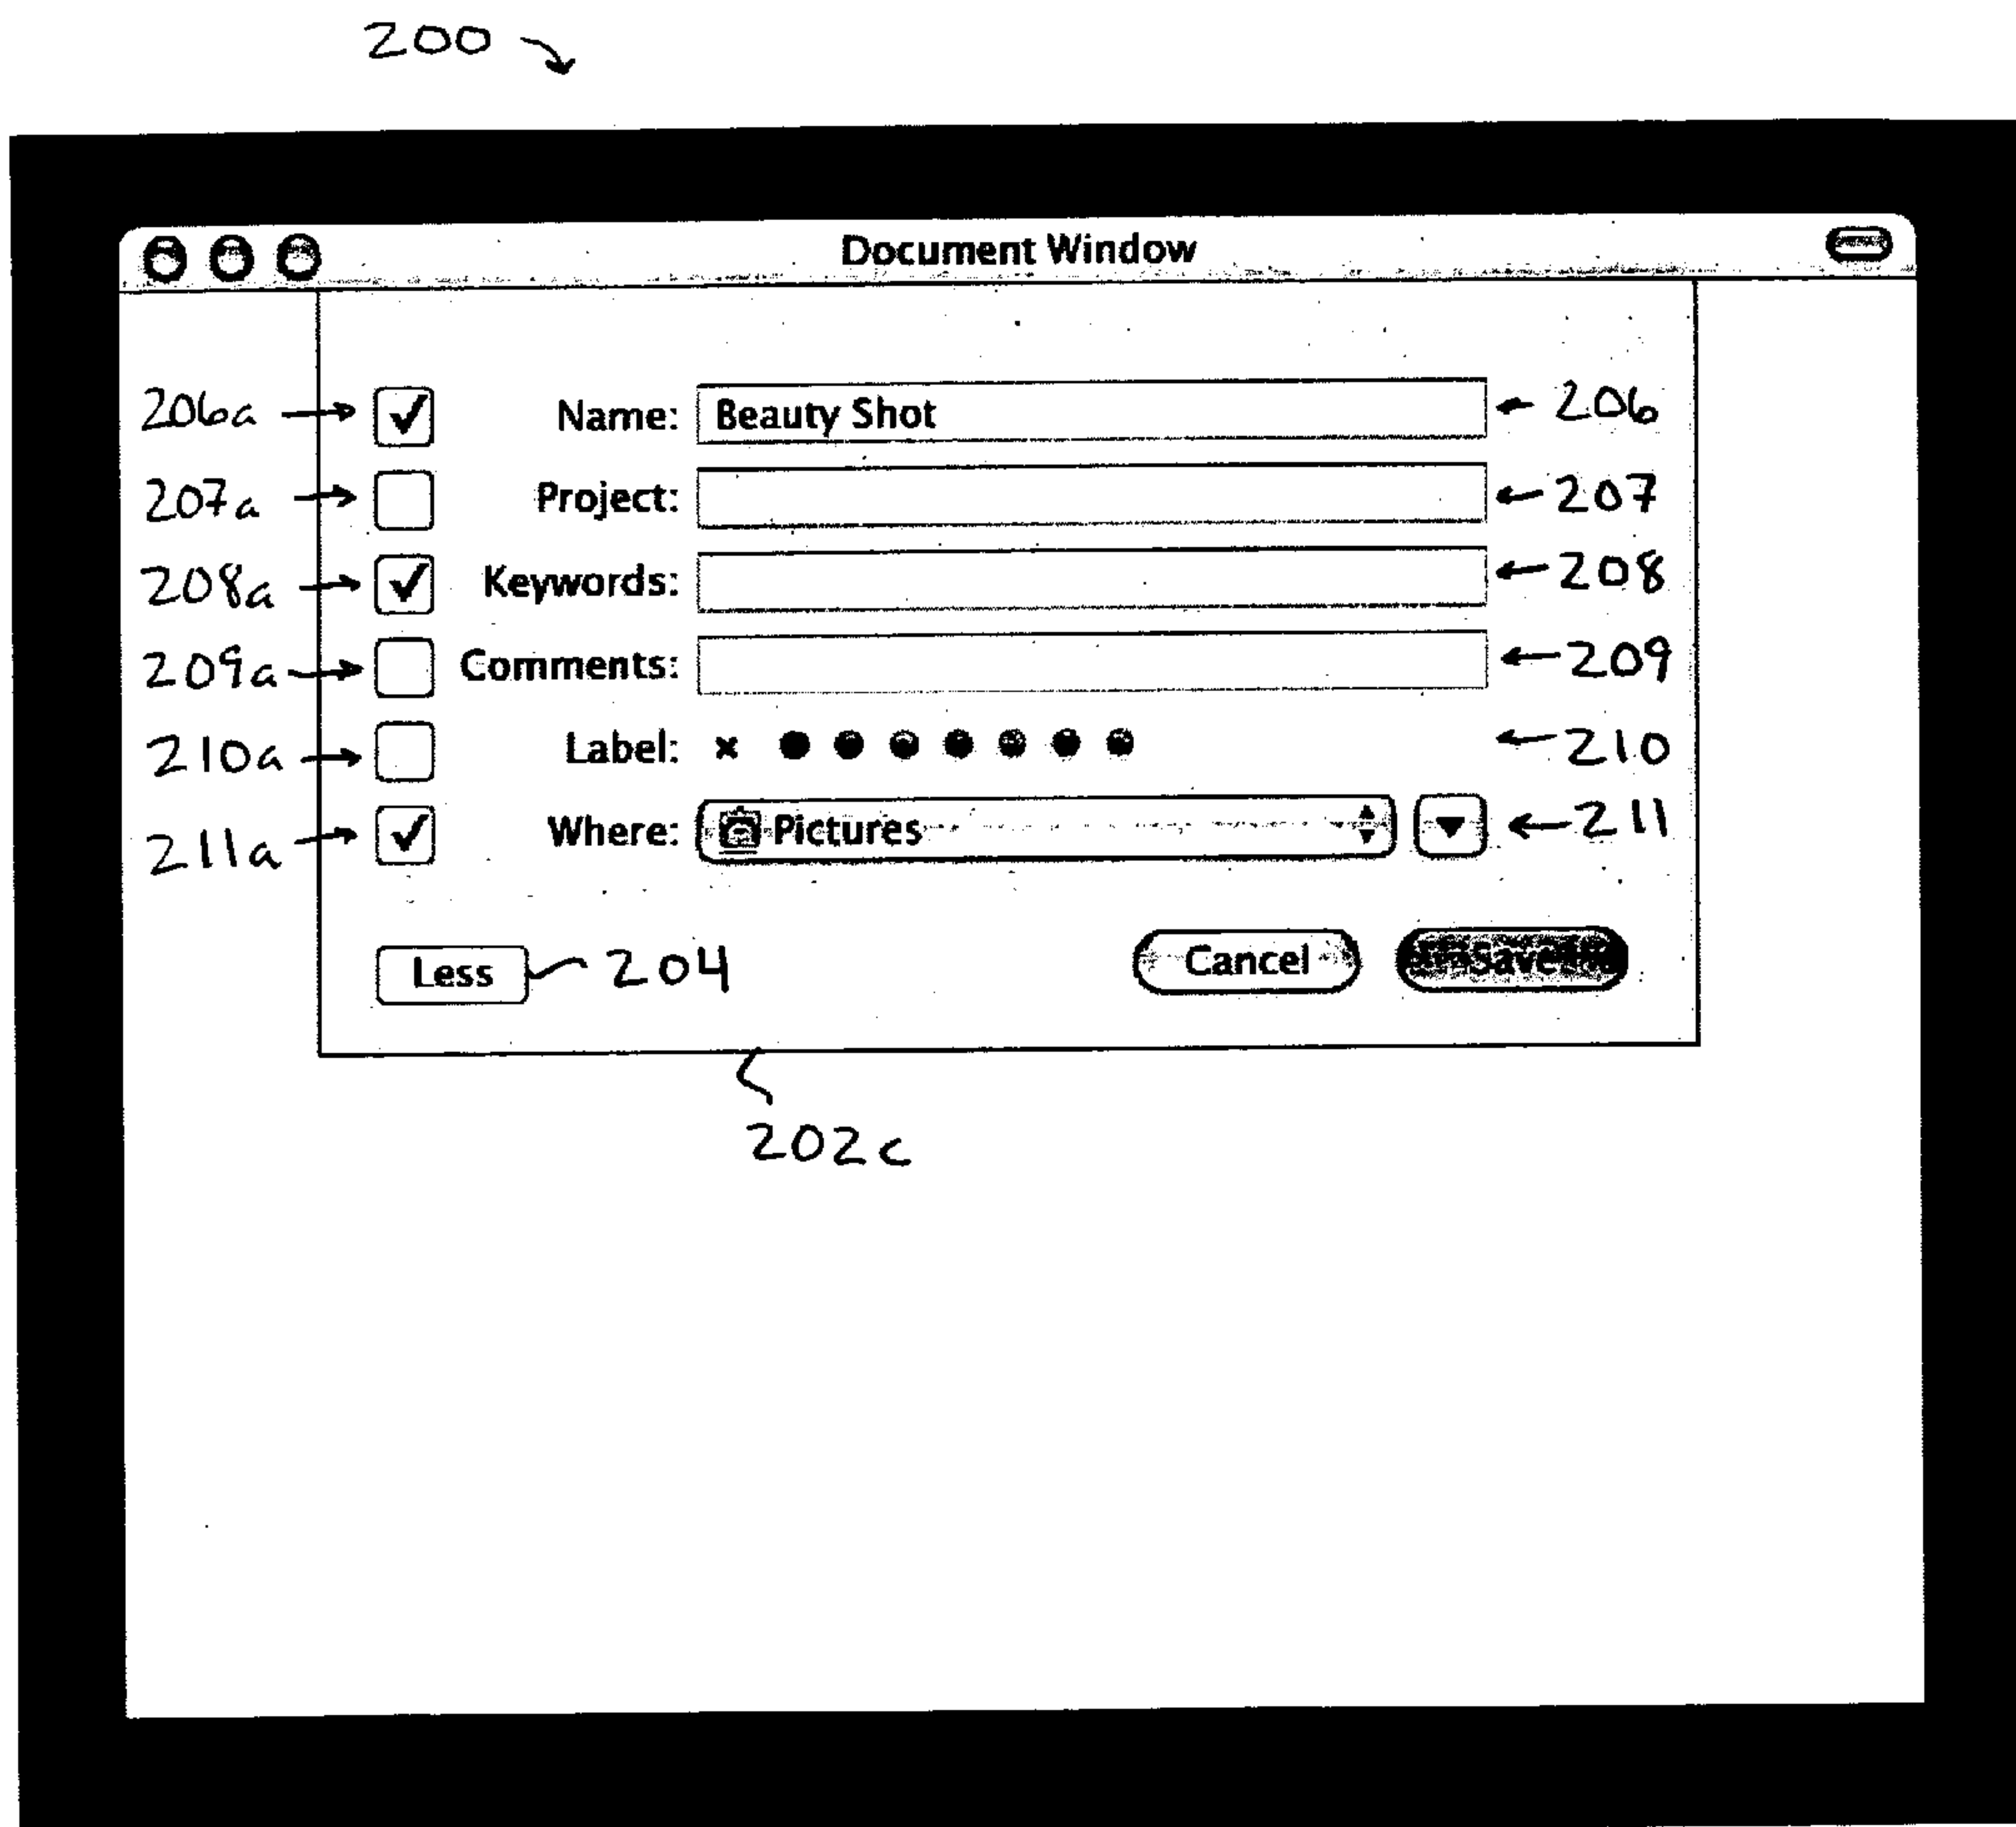 200
Document Window
206a Name: Beauty Shot 206
207a Project: 207
208a Keywords: 208
209a Comments: 209
210a Label: × 210
211a Where: Pictures 211
Less 204 Cancel Save
202c